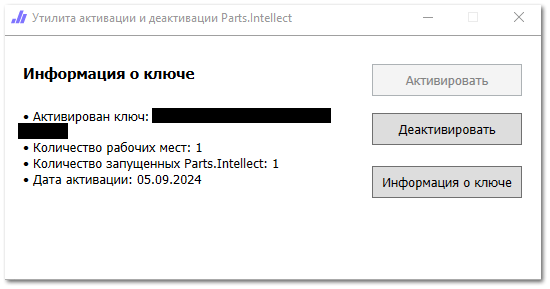 Утилита активации и деактивации Parts.Intellect
Информация о ключе
Активировать
• Активирован ключ:
Деактивировать
• Количество рабочих мест: 1
• Количество запущенных Parts.Intellect: 1
• Дата активации: 05.09.2024
Информация о ключе